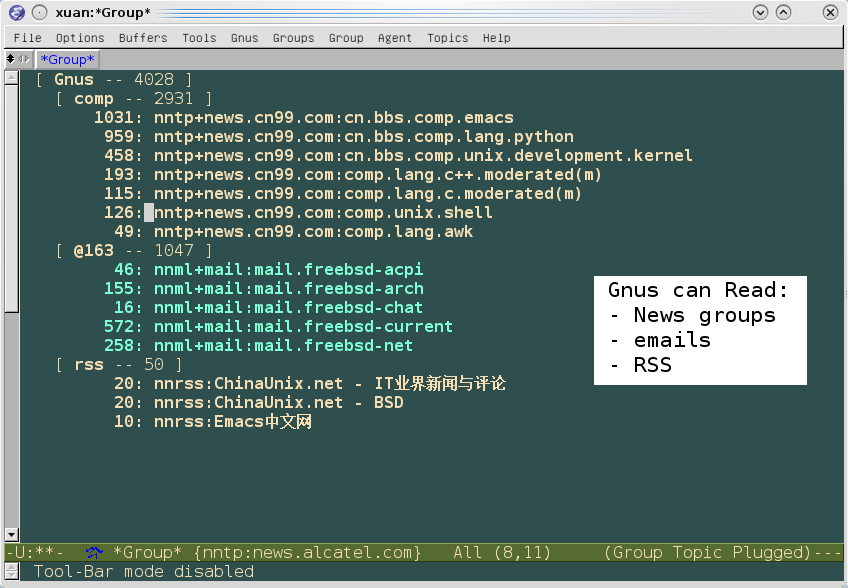 xuan:*Group*
File Options Buffers Tools Gnus Groups Group Agent Topics Help
*Group*
[ Gnus -- 4028 ]
[ comp -- 2931 ]
1031: nntp+news.cn99.com:cn.bbs.comp.emacs
959: nntp+news.cn99.com:cn.bbs.comp.lang.python
458: nntp+news.cn99.com:cn.bbs.comp.unix.development.kernel
193: nntp+news.cn99.com:comp.lang.c++.moderated(m)
115: nntp+news.cn99.com:comp.lang.c.moderated(m)
126: nntp+news.cn99.com:comp.unix.shell
49: nntp+news.cn99.com:comp.lang.awk
[ @163 -- 1047 ]
46: nnml+mail:mail.freebsd-acpi
155: nnml+mail:mail.freebsd-arch
16: nnml+mail:mail.freebsd-chat
572: nnml+mail:mail.freebsd-current
258: nnml+mail:mail.freebsd-net
[ rss -- 50 ]
20: nnrss:ChinaUnix.net - IT业界新闻与评论
20: nnrss:ChinaUnix.net - BSD
10: nnrss:Emacs中文网
Gnus can Read:
- News groups
- emails
- RSS
-U:**- *Group* {nntp:news.alcatel.com} All (8,11) (Group Topic Plugged)---
Tool-Bar mode disabled